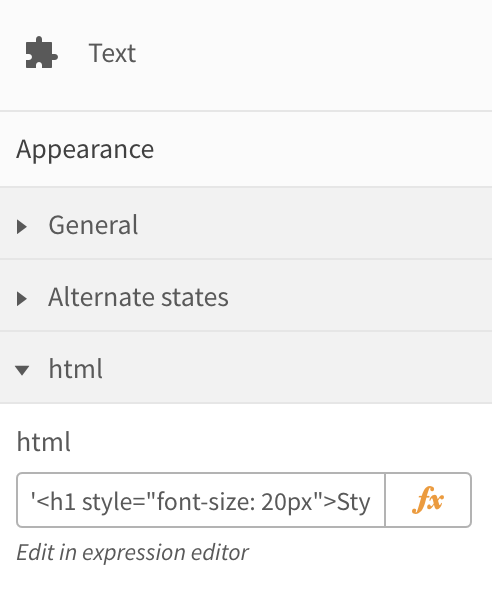 Text
Appearance
General
Alternate states
html
html
'<h1 style="font-size: 20px">Sty
fx
Edit in expression editor